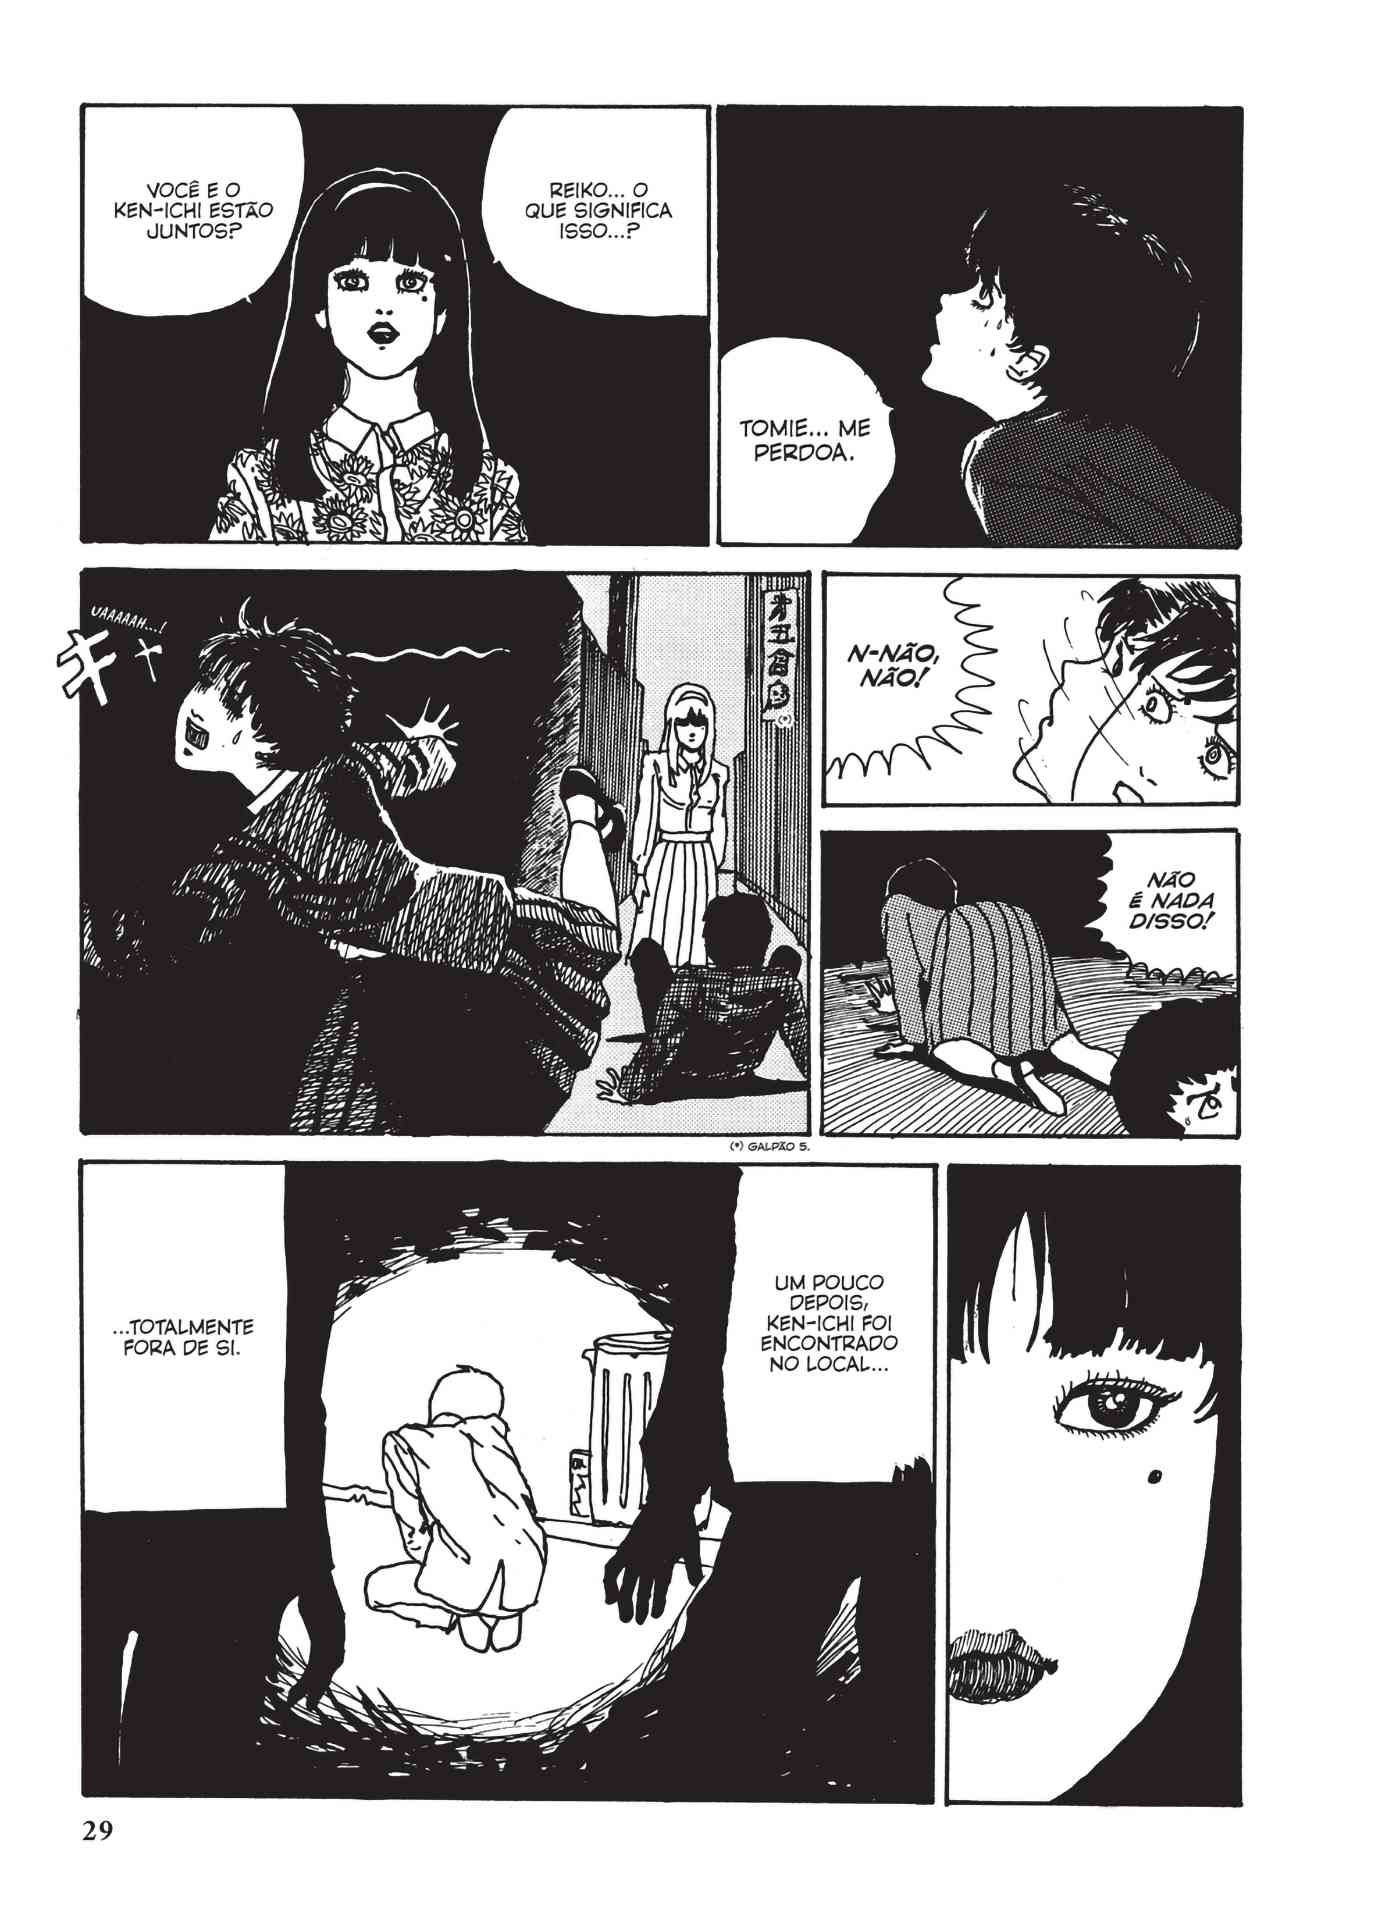 REIKO... O
QUE SIGNIFICA
ISSO...?
VOCÊ E O
KEN-ICHI ESTÃO
JUNTOS?
TOMIE... ME
PERDOA.
N-NÃO,
NÃO!
NÃO
É NADA
DISSO!
UAAAAAH...!
キャ
(*)
(*) GALPÃO 5.
UM POUCO
DEPOIS,
KEN-ICHI FOI
ENCONTRADO
NO LOCAL...
...TOTALMENTE
FORA DE SI.
29